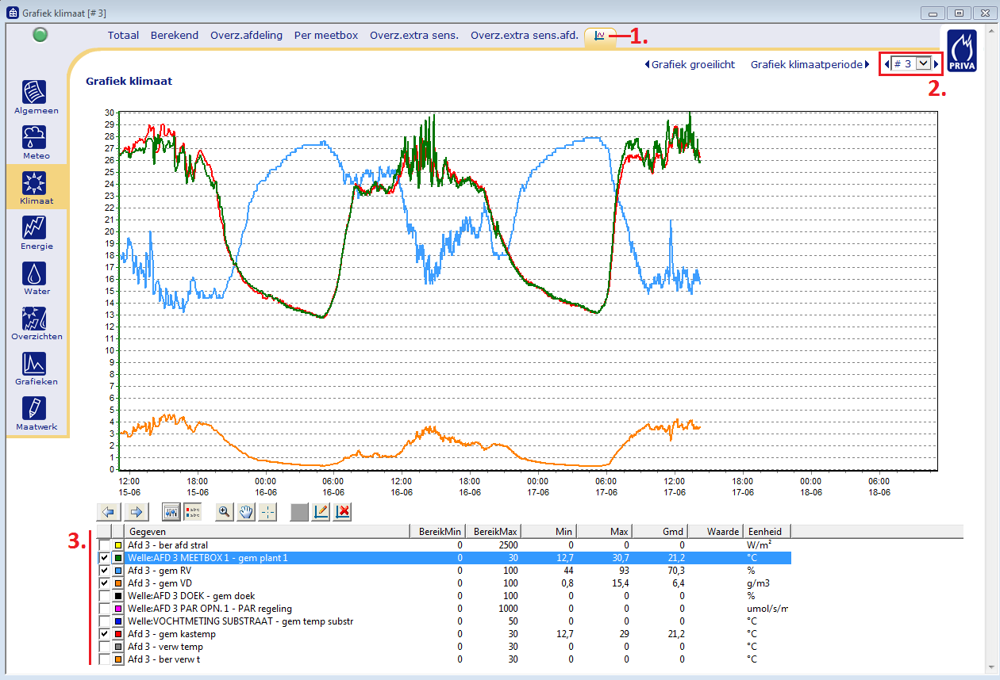 Grafiek klimaat [# 3]
Totaal Berekend Overz.afdeling Per meetbox Overz.extra sens. Overz.extra sens.afd. 1.
Grafiek groeilicht Grafiek klimaatperiode # 3 PRIVA
2.
Grafiek klimaat
Algemeen
Meteo
Klimaat
Energie
Water
Overzichten
Grafieken
Maatwerk
30
29
28
27
26
25
24
23
22
21
20
19
18
17
16
15
14
13
12
11
10
9
8
7
6
5
4
3
2
1
0
12:00 18:00 00:00 06:00 12:00 18:00 00:00 06:00 12:00 18:00 00:00 06:00
15-06 15-06 16-06 16-06 16-06 16-06 17-06 17-06 17-06 17-06 18-06 18-06
3.
Gegeven BereikMin BereikMax Min Max Gmd Waarde Eenheid
Afd 3 - ber afd stral 0 2500 0 0 0 W/m²
Welle:AFD 3 MEETBOX 1 - gem plant 1 0 30 12,7 30,7 21,2 °C
Afd 3 - gem RV 0 100 44 93 70,3 %
Afd 3 - gem VD 0 100 0,8 15,4 6,4 g/m3
Welle:AFD 3 DOEK - gem doek 0 100 0 0 0 %
Welle:AFD 3 PAR OPN. 1 - PAR regeling 0 1000 0 0 0 umol/s/m
Welle:VOCHTMETING SUBSTRAAT - gem temp substr 0 50 0 0 0 °C
Afd 3 - gem kastemp 0 30 12,7 29 21,2 °C
Afd 3 - verw temp 0 30 0 0 0 °C
Afd 3 - ber verw t 0 30 0 0 0 °C